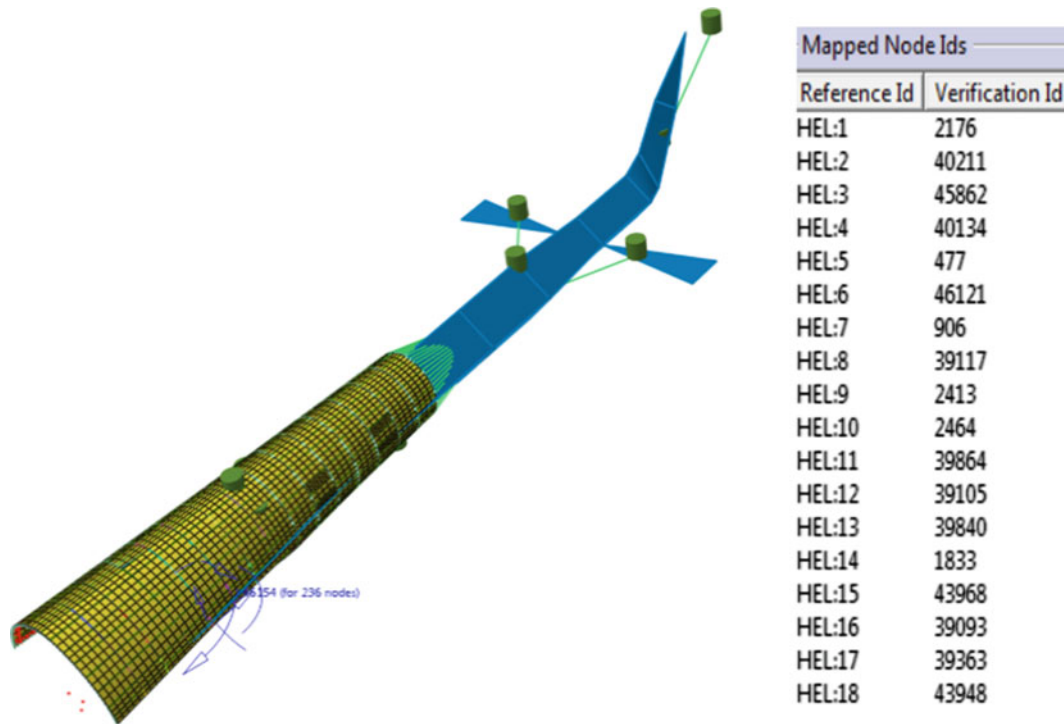 Mapped Node Ids
Reference Id Verification Id
HEL:1 2176
HEL:2 40211
HEL:3 45862
HEL:4 40134
HEL:5 477
HEL:6 46121
HEL:7 906
HEL:8 39117
HEL:9 2413
HEL:10 2464
HEL:11 39864
HEL:12 39105
HEL:13 39840
HEL:14 1833
HEL:15 43968
HEL:16 39093
HEL:17 39363
HEL:18 43948
(for 236 nodes)